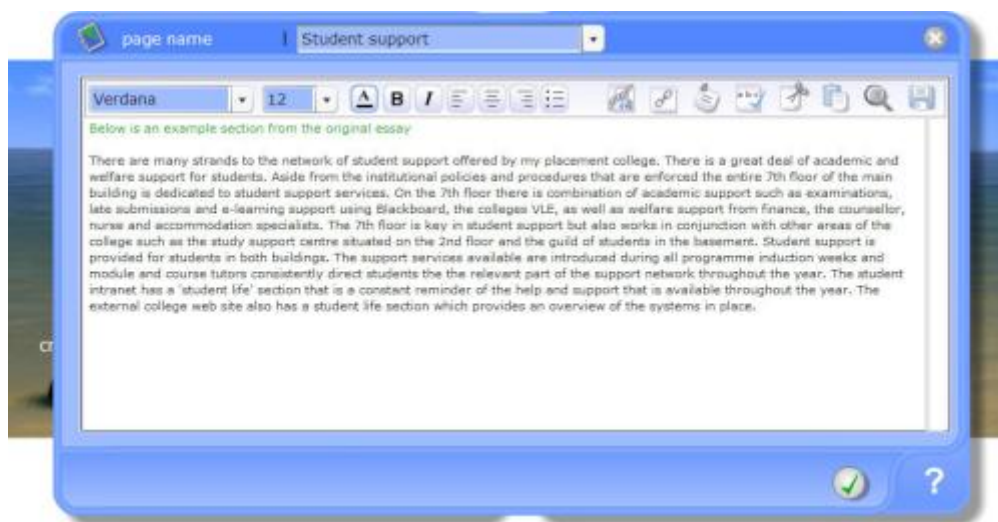 page name
Student support
Verdana
12
A B I
abc
Below is an example section from the original essay
There are many strands to the network of student support offered by my placement college. There is a great deal of academic and
welfare support for students. Aside from the institutional policies and procedures that are enforced the entire 7th floor of the main
building is dedicated to student support services. On the 7th floor there is combination of academic support such as examinations,
late submissions and e-learning support using Blackboard, the colleges VLE, as well as welfare support from finance, the counsellor,
nurse and accommodation specialists. The 7th floor is key in student support but also works in conjunction with other areas of the
college such as the study support centre situated on the 2nd floor and the guild of students in the basement. Student support is
provided for students in both buildings. The support services available are introduced during all programme induction weeks and
module and course tutors consistently direct students the the relevant part of the support network throughout the year. The student
intranet has a 'student life' section that is a constant reminder of the help and support that is available throughout the year. The
external college web site also has a student life section which provides an overview of the systems in place.
?